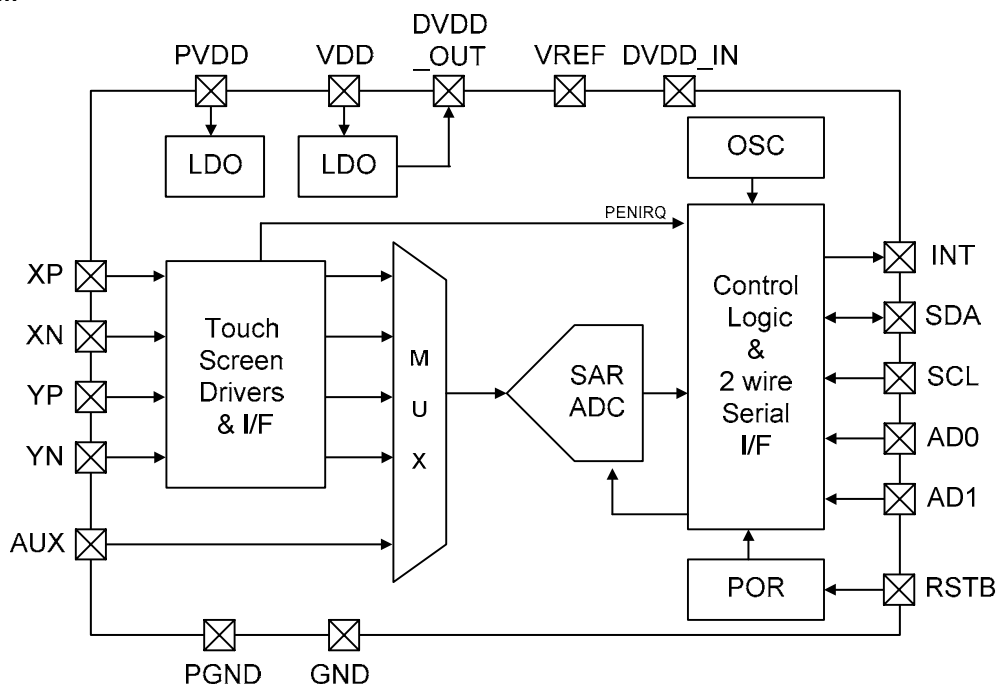 DVDD
PVDD VDD _OUT VREF DVDD_IN
LDO LDO OSC
PENIRQ
XP
XN
YP
YN
AUX
Touch
Screen
Drivers
& I/F
M
U
X
SAR
ADC
Control
Logic
&
2 wire
Serial
I/F
INT
SDA
SCL
AD0
AD1
POR RSTB
PGND GND